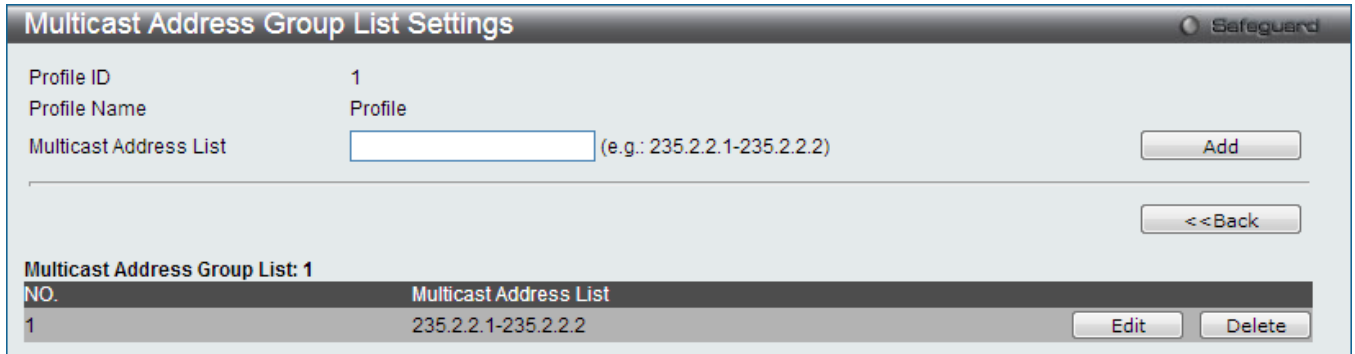 Multicast Address Group List Settings Safeguard
Profile ID 1
Profile Name Profile
Multicast Address List (e.g.: 235.2.2.1-235.2.2.2) Add
<<Back
Multicast Address Group List: 1
NO. Multicast Address List
1 235.2.2.1-235.2.2.2 Edit Delete